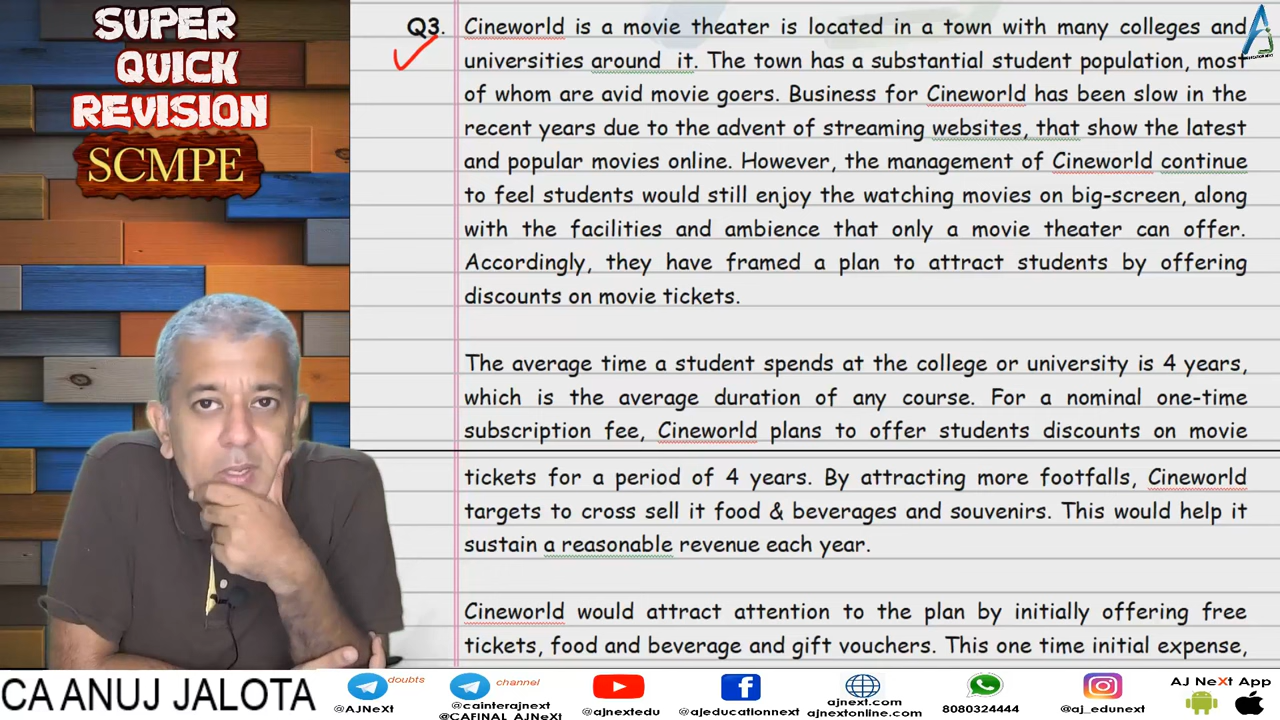 SUPER
QUICK
REVISION
SCMPE
Q3. Cineworld is a movie theater is located in a town with many colleges and
universities around it. The town has a substantial student population, most
of whom are avid movie goers. Business for Cineworld has been slow in the
recent years due to the advent of streaming websites, that show the latest
and popular movies online. However, the management of Cineworld continue
to feel students would still enjoy the watching movies on big-screen, along
with the facilities and ambience that only a movie theater can offer.
Accordingly, they have framed a plan to attract students by offering
discounts on movie tickets.
The average time a student spends at the college or university is 4 years,
which is the average duration of any course. For a nominal one-time
subscription fee, Cineworld plans to offer students discounts on movie
tickets for a period of 4 years. By attracting more footfalls, Cineworld
targets to cross sell it food & beverages and souvenirs. This would help it
sustain a reasonable revenue each year.
Cineworld would attract attention to the plan by initially offering free
tickets, food and beverage and gift vouchers. This one time initial expense,
CA ANUJ JALOTA
doubts
@AJNeXt
channel
@cainterajnext
@CAFINAL_AJNeXt
@ajnextedu
@ajeducationnext
ajnext.com
ajnextonline.com
8080324444
@aj_edunext
AJ NeXt App